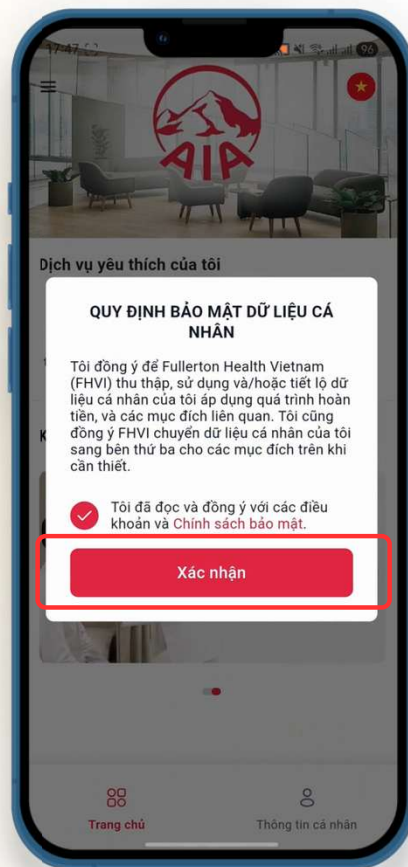 17:47
96
AIA
Dịch vụ yêu thích của tôi
QUY ĐỊNH BẢO MẬT DỮ LIỆU CÁ
NHÂN
Tôi đồng ý để Fullerton Health Vietnam
(FHVI) thu thập, sử dụng và/hoặc tiết lộ dữ
liệu cá nhân của tôi áp dụng quá trình hoàn
tiền, và các mục đích liên quan. Tôi cũng
đồng ý FHVI chuyển dữ liệu cá nhân của tôi
sang bên thứ ba cho các mục đích trên khi
cần thiết.
Tôi đã đọc và đồng ý với các điều
khoản và Chính sách bảo mật.
Xác nhận
Trang chủ
Thông tin cá nhân